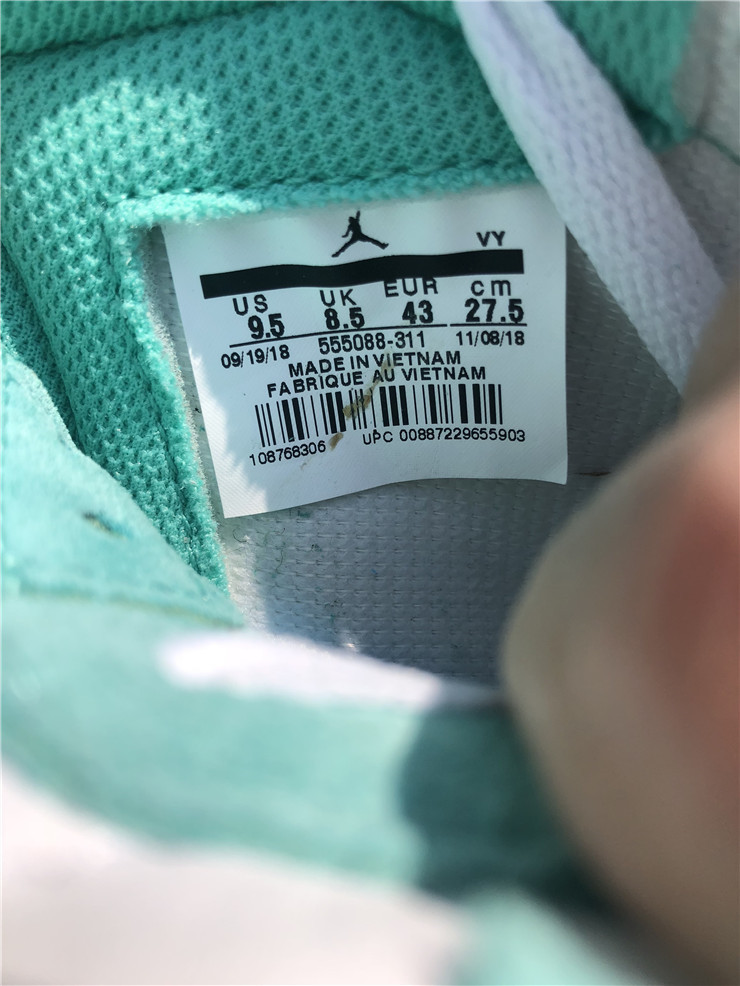 VY
US UK EUR cm
9.5 8.5 43 27.5
09/19/18 555088-311 11/08/18
MADE IN VIETNAM
FABRIQUE AU VIETNAM
108768306 UPC 00887229655903